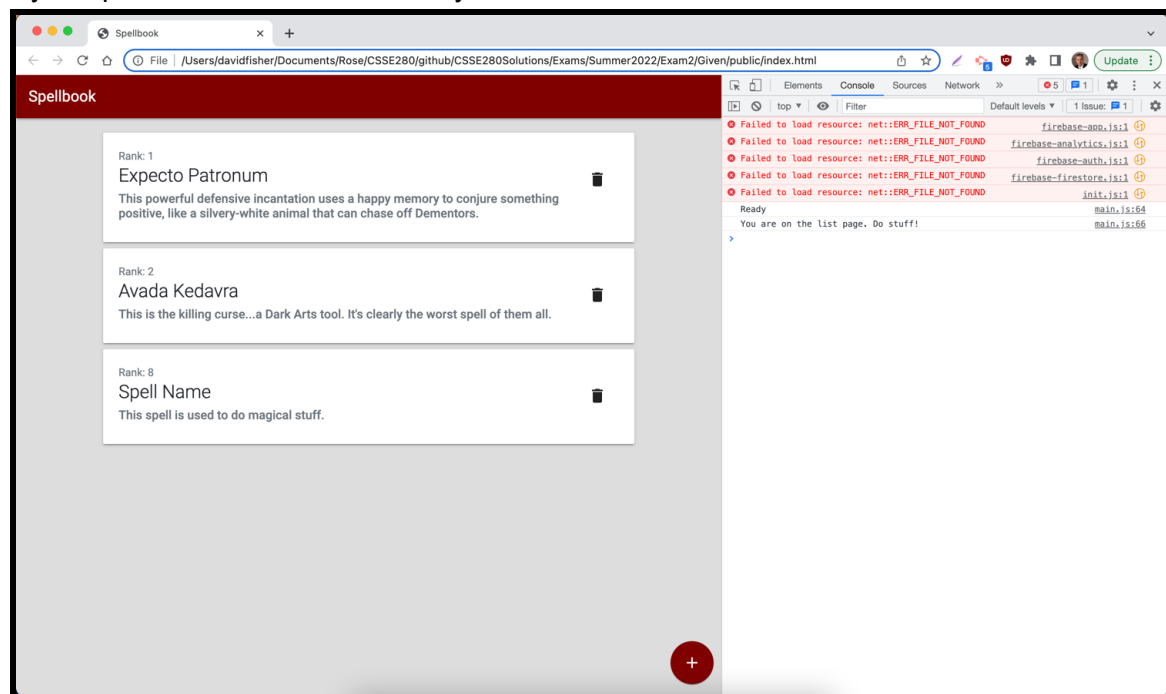 Spellbook
File /Users/davidfisher/Documents/Rose/CSSE280/github/CSSE280Solutions/Exams/Summer2022/Exam2/Given/public/index.html 5 Update
Spellbook
Rank: 1
Expecto Patronum
This powerful defensive incantation uses a happy memory to conjure something
positive, like a silvery-white animal that can chase off Dementors.
Rank: 2
Avada Kedavra
This is the killing curse...a Dark Arts tool. It's clearly the worst spell of them all.
Rank: 8
Spell Name
This spell is used to do magical stuff.
+
Elements Console Sources Network » 5 1
top Filter Default levels 1 Issue: 1
Failed to load resource: net::ERR_FILE_NOT_FOUND firebase-app.js:1
Failed to load resource: net::ERR_FILE_NOT_FOUND firebase-analytics.js:1
Failed to load resource: net::ERR_FILE_NOT_FOUND firebase-auth.js:1
Failed to load resource: net::ERR_FILE_NOT_FOUND firebase-firestore.js:1
Failed to load resource: net::ERR_FILE_NOT_FOUND init.js:1
Ready main.js:64
You are on the list page. Do stuff! main.js:66